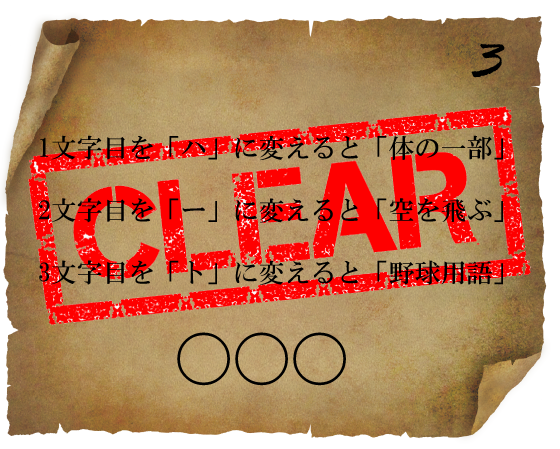 3
1文字目を「ハ」に変えると「体の一部」
2文字目を「ー」に変えると「空を飛ぶ」
3文字目を「ト」に変えると「野球用語」
CLEAR
○○○